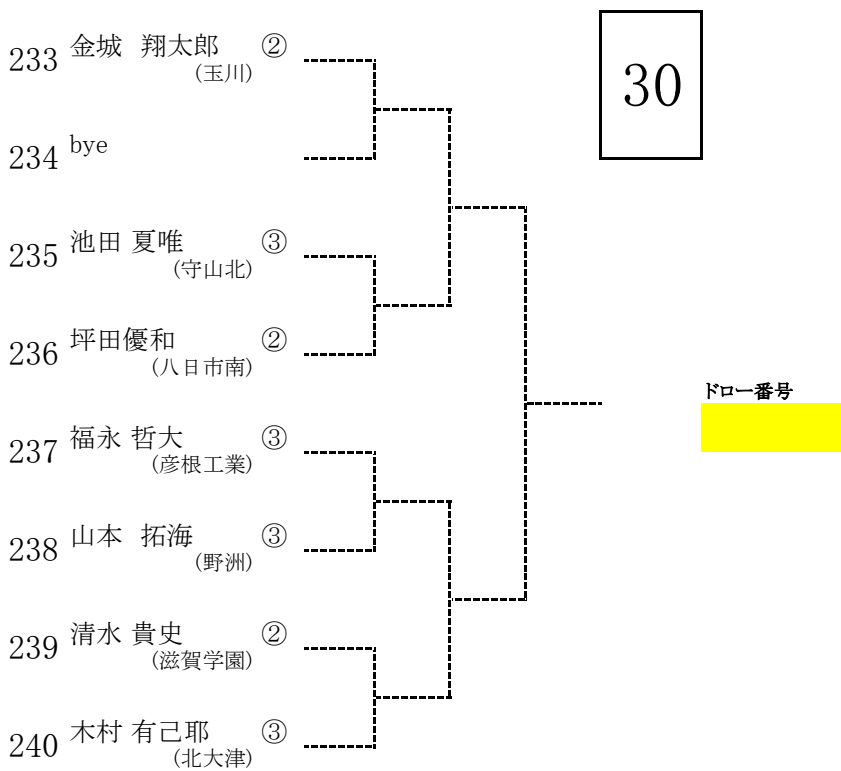 30
233 金城　翔太郎 ②
(玉川)
234 bye
235 池田 夏唯 ③
(守山北)
236 坪田優和 ②
(八日市南)
ドロー番号
237 福永 哲大 ③
(彦根工業)
238 山本　拓海 ③
(野洲)
239 清水 貴史 ②
(滋賀学園)
240 木村 有己耶 ③
(北大津)